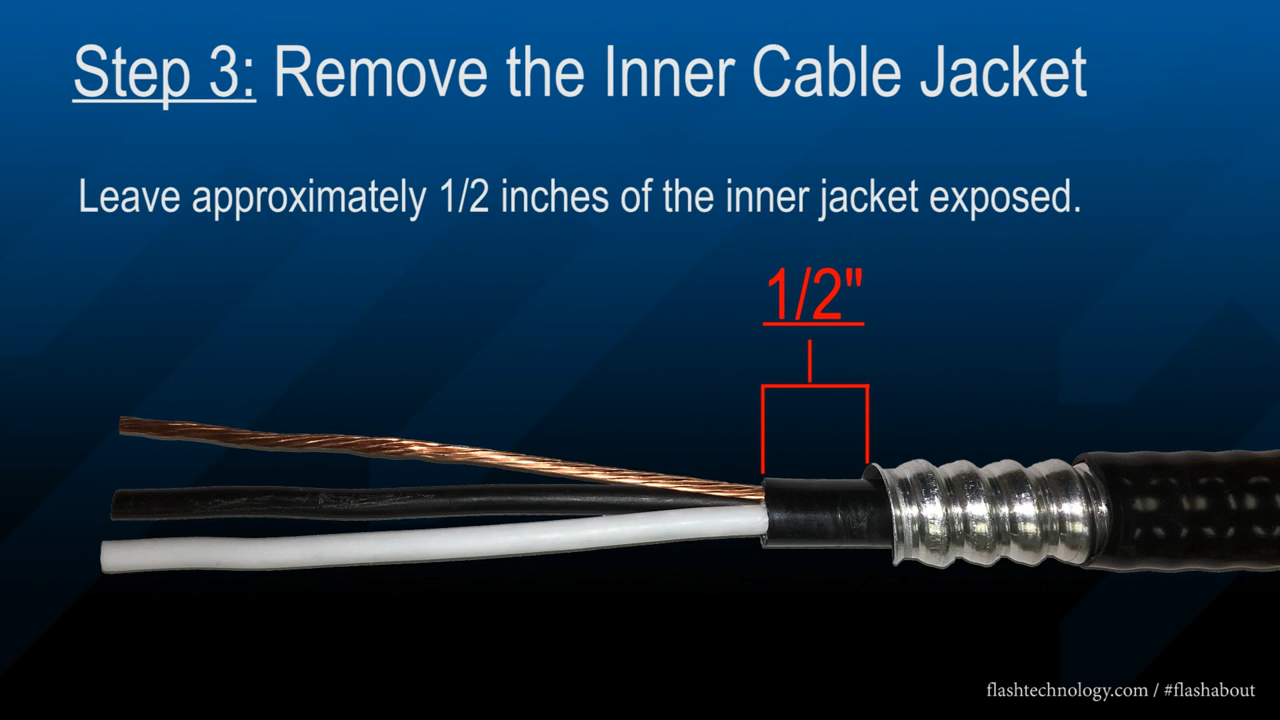 Step 3: Remove the Inner Cable Jacket
Leave approximately 1/2 inches of the inner jacket exposed.
1/2"
flashtechnology.com / #flashabout